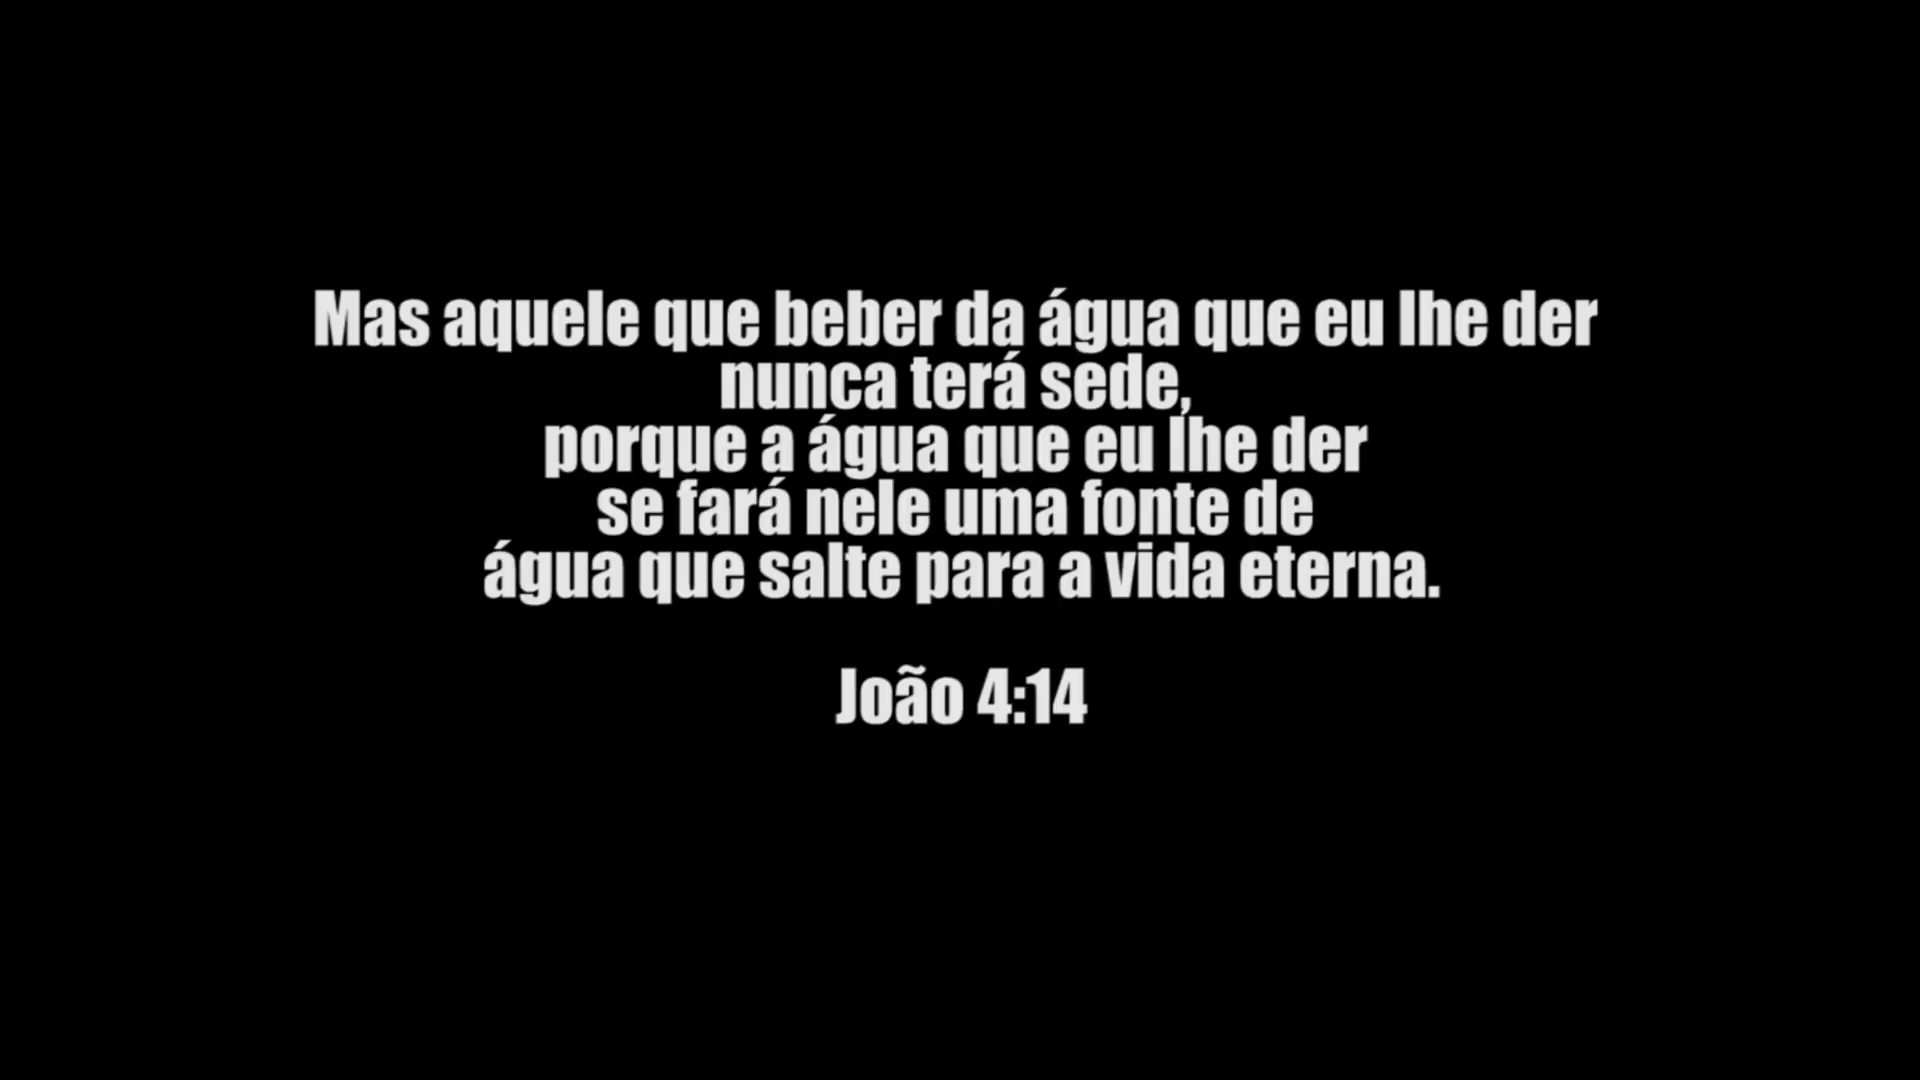 Mas aquele que beber da água que eu lhe der
nunca terá sede,
porque a água que eu lhe der
se fará nele uma fonte de
água que salte para a vida eterna.
João 4:14